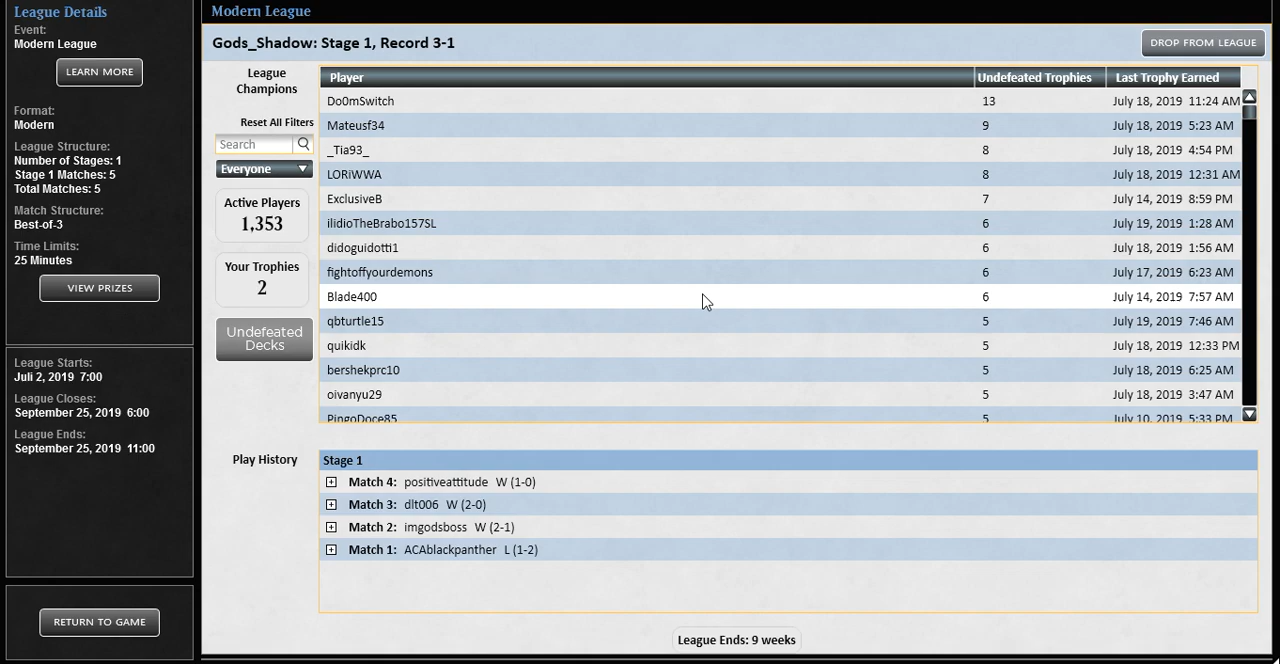 League Details
Event:
Modern League
LEARN MORE
Format:
Modern
League Structure:
Number of Stages: 1
Stage 1 Matches: 5
Total Matches: 5
Match Structure:
Best-of-3
Time Limits:
25 Minutes
VIEW PRIZES
League Starts:
Juli 2, 2019 7:00
League Closes:
September 25, 2019 6:00
League Ends:
September 25, 2019 11:00
RETURN TO GAME
Modern League
Gods_Shadow: Stage 1, Record 3-1
DROP FROM LEAGUE
League
Champions
Reset All Filters
Search
Everyone
Active Players
1,353
Your Trophies
2
Undefeated
Decks
Player Undefeated Trophies Last Trophy Earned
Do0mSwitch 13 July 18, 2019 11:24 AM
Mateusf34 9 July 18, 2019 5:23 AM
_Tia93_ 8 July 18, 2019 4:54 PM
LORiWWA 8 July 18, 2019 12:31 AM
ExclusiveB 7 July 14, 2019 8:59 PM
ilidioTheBrabo157SL 6 July 19, 2019 1:28 AM
didoguidotti1 6 July 18, 2019 1:56 AM
fightoffyourdemons 6 July 17, 2019 6:23 AM
Blade400 6 July 14, 2019 7:57 AM
qbturtle15 5 July 19, 2019 7:46 AM
quikidk 5 July 18, 2019 12:33 PM
bershekprc10 5 July 18, 2019 6:25 AM
oivanyu29 5 July 18, 2019 3:47 AM
PingoDoce85 5 July 10, 2019 5:33 PM
Play History
Stage 1
Match 4: positiveattitude W (1-0)
Match 3: dlt006 W (2-0)
Match 2: imgodsboss W (2-1)
Match 1: ACAblackpanther L (1-2)
League Ends: 9 weeks